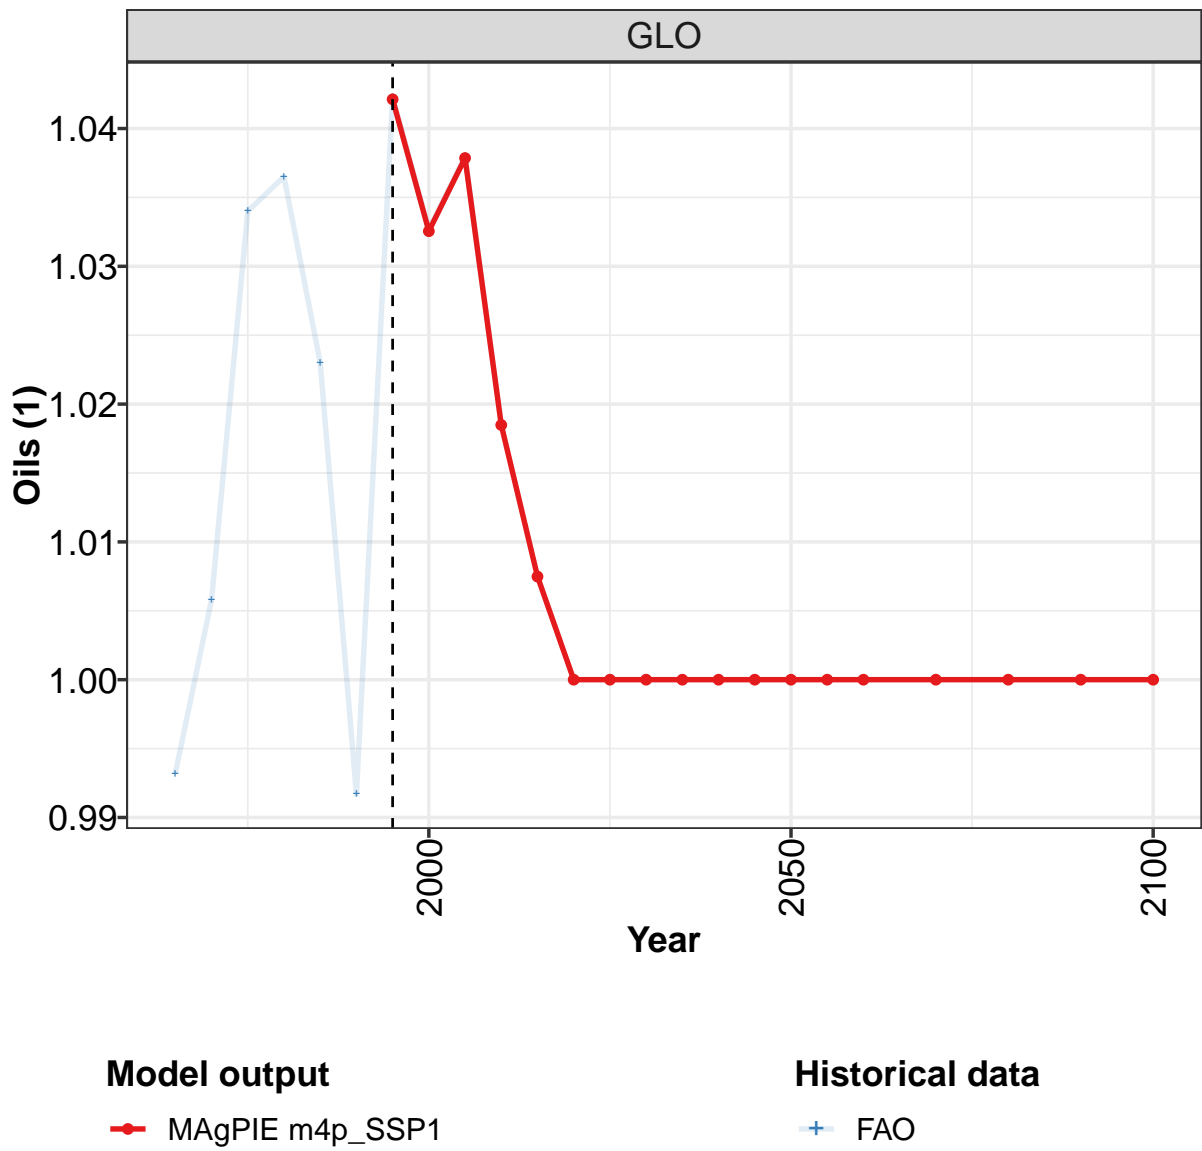 GLO
1.04
1.03
1.02
1.01
1.00
0.99
Oils (1)
2000
2050
2100
Year
Model output
MAgPIE m4p_SSP1
Historical data
FAO